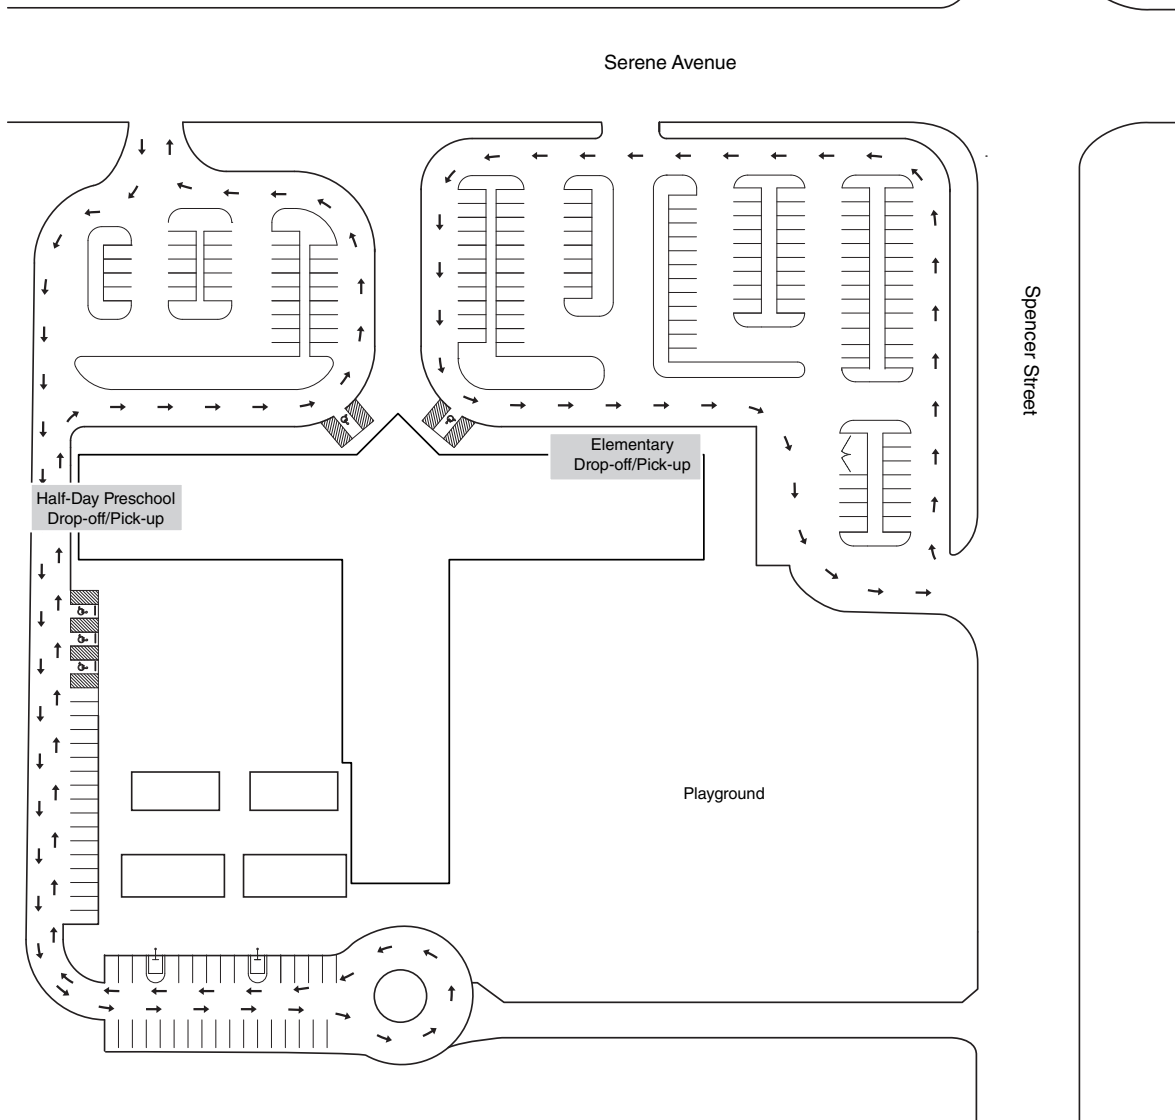 Serene Avenue
Spencer Street
Elementary
Drop-off/Pick-up
Half-Day Preschool
Drop-off/Pick-up
Playground